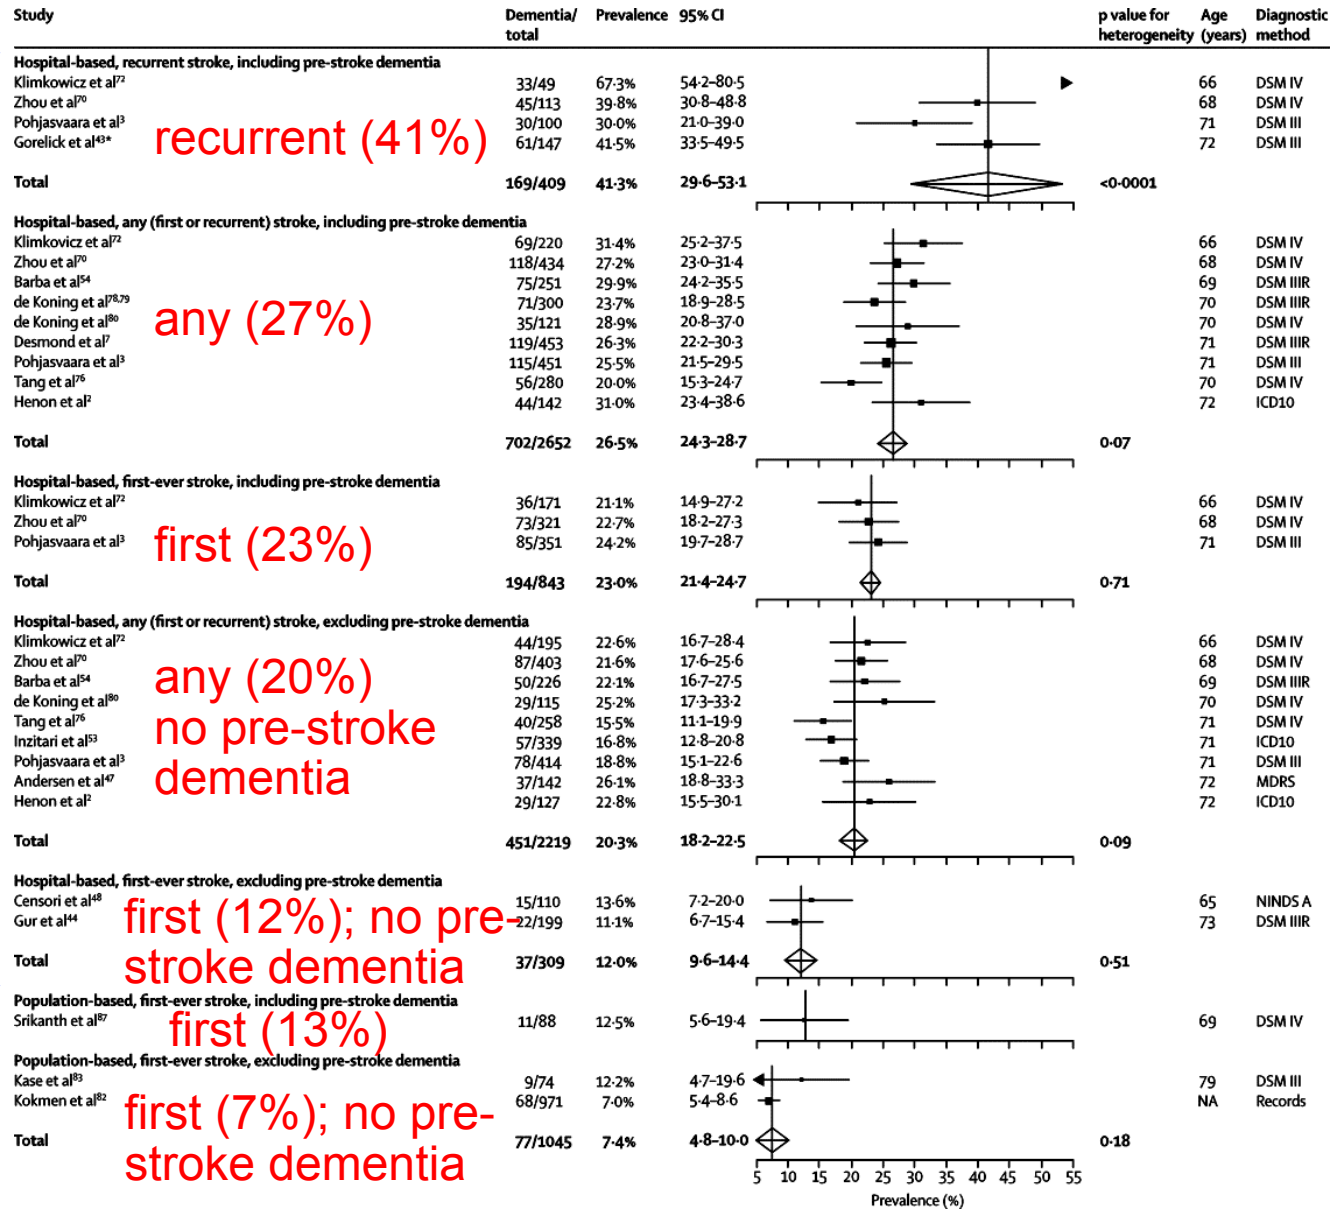 Study Dementia/ Prevalence 95% CI p value for Age Diagnostic
total heterogeneity (years) method
Hospital-based, recurrent stroke, including pre-stroke dementia
Klimkowicz et al72 33/49 67·3% 54·2–80·5 66 DSM IV
Zhou et al70 45/113 39·8% 30·8–48·8 68 DSM IV
Pohjasvaara et al3 30/100 30·0% 21·0–39·0 71 DSM III
recurrent (41%)
Gorelick et al43* 61/147 41·5% 33·5–49·5 72 DSM III
Total 169/409 41·3% 29·6–53·1 <0·0001
Hospital-based, any (first or recurrent) stroke, including pre-stroke dementia
Klimkovicz et al72 69/220 31·4% 25·2–37·5 66 DSM IV
Zhou et al70 118/434 27·2% 23·0–31·4 68 DSM IV
Barba et al54 75/251 29·9% 24·2–35·5 69 DSM IIIR
de Koning et al78,79 71/300 23·7% 18·9–28·5 70 DSM IIIR
any (27%)
de Koning et al80 35/121 28·9% 20·8–37·0 70 DSM IV
Desmond et al7 119/453 26·3% 22·2–30·3 71 DSM IIIR
Pohjasvaara et al3 115/451 25·5% 21·5–29·5 71 DSM III
Tang et al76 56/280 20·0% 15·3–24·7 70 DSM IV
Henon et al2 44/142 31·0% 23·4–38·6 72 ICD10
Total 702/2652 26·5% 24·3–28·7 0·07
Hospital-based, first-ever stroke, including pre-stroke dementia
Klimkowicz et al72 36/171 21·1% 14·9–27·2 66 DSM IV
Zhou et al70 73/321 22·7% 18·2–27·3 68 DSM IV
Pohjasvaara et al3 85/351 24·2% 19·7–28·7 71 DSM III
first (23%)
Total 194/843 23·0% 21·4–24·7 0·71
Hospital-based, any (first or recurrent) stroke, excluding pre-stroke dementia
Klimkowicz et al72 44/195 22·6% 16·7–28·4 66 DSM IV
Zhou et al70 87/403 21·6% 17·6–25·6 68 DSM IV
Barba et al54 50/226 22·1% 16·7–27·5 69 DSM IIIR
any (20%)
de Koning et al80 29/115 25·2% 17·3–33·2 70 DSM IV
Tang et al76 40/258 15·5% 11·1–19·9 71 DSM IV
no pre-stroke
Inzitari et al53 57/339 16·8% 12·8–20·8 71 ICD10
Pohjasvaara et al3 78/414 18·8% 15·1–22·6 71 DSM III
dementia
Andersen et al47 37/142 26·1% 18·8–33·3 72 MDRS
Henon et al2 29/127 22·8% 15·5–30·1 72 ICD10
Total 451/2219 20·3% 18·2–22·5 0·09
Hospital-based, first-ever stroke, excluding pre-stroke dementia
Censori et al48 15/110 13·6% 7·2–20·0 65 NINDS A
first (12%); no pre-
Gur et al44 22/199 11·1% 6·7–15·4 73 DSM IIIR
stroke dementia
Total 37/309 12·0% 9·6–14·4 0·51
Population-based, first-ever stroke, including pre-stroke dementia
Srikanth et al87 11/88 12·5% 5·6–19·4 69 DSM IV
first (13%)
Population-based, first-ever stroke, excluding pre-stroke dementia
Kase et al83 9/74 12·2% 4·7–19·6 79 DSM III
Kokmen et al82 68/971 7·0% 5·4–8·6 NA Records
first (7%); no pre-
Total 77/1045 7·4% 4·8–10·0 0·18
stroke dementia
5 10 15 20 25 30 35 40 45 50 55
Prevalence (%)